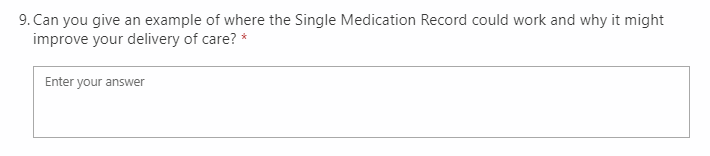 9. Can you give an example of where the Single Medication Record could work and why it might
improve your delivery of care? *
Enter your answer